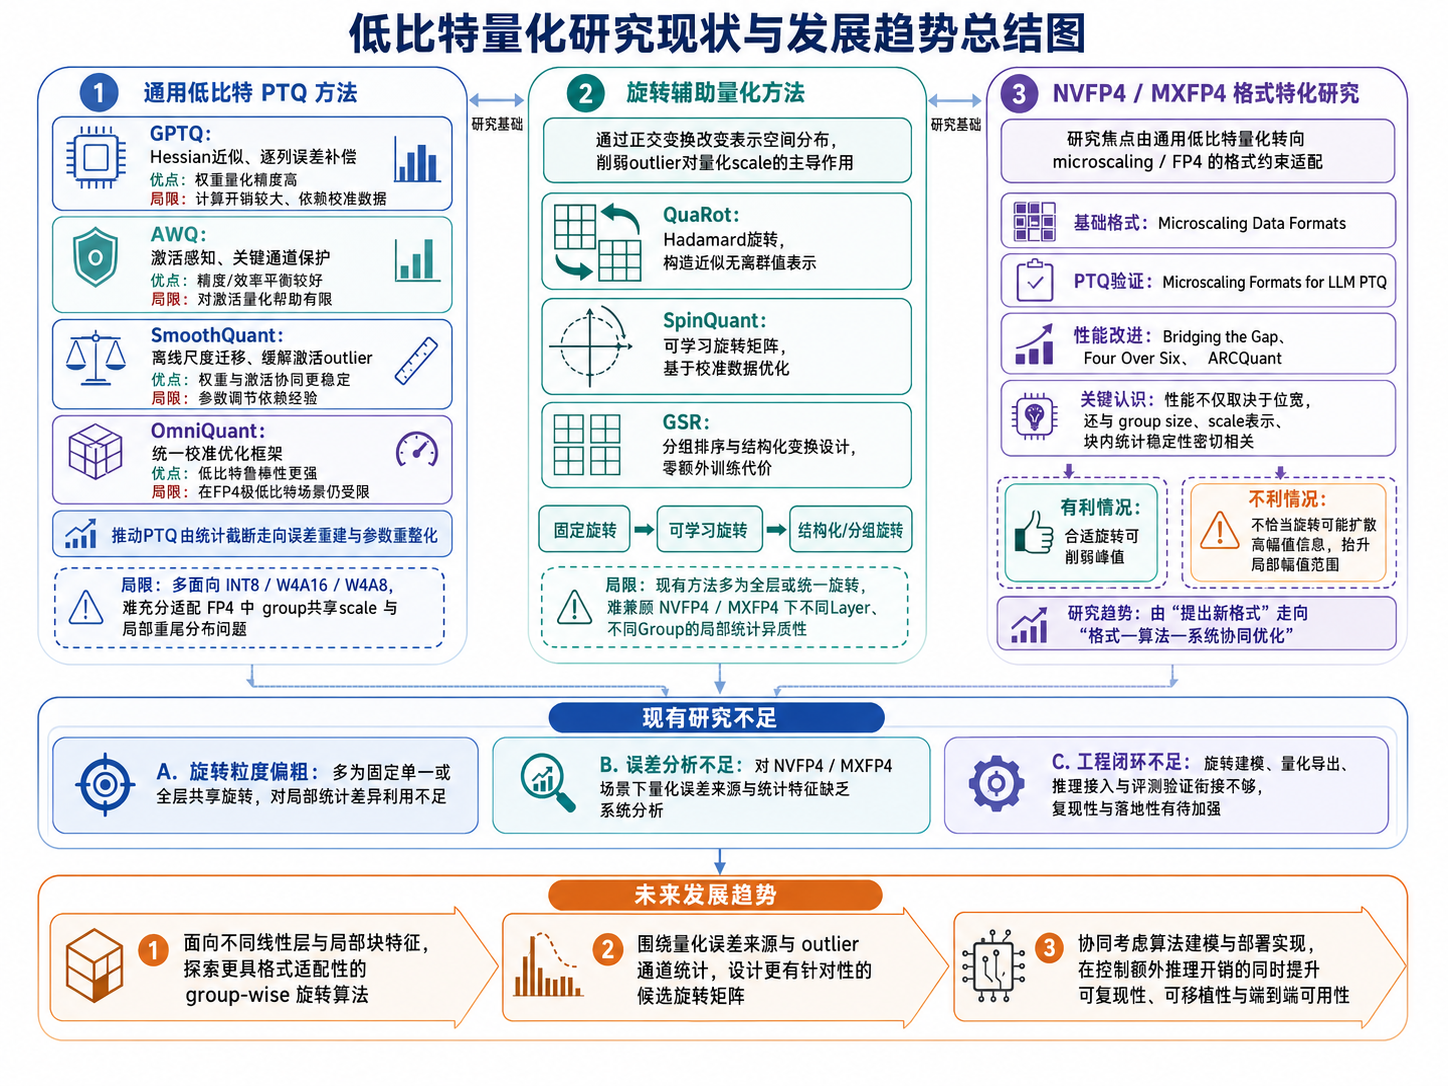 低比特量化研究现状与发展趋势总结图
1 通用低比特 PTQ 方法
GPTQ:
Hessian近似、逐列误差补偿
优点：权重量化精度高
局限：计算开销较大、依赖校准数据
AWQ:
激活感知、关键通道保护
优点：精度/效率平衡较好
局限：对激活量化帮助有限
SmoothQuant:
离线尺度迁移、缓解激活outlier
优点：权重与激活协同更稳定
局限：参数调节依赖经验
OmniQuant:
统一校准优化框架
优点：低比特鲁棒性更强
局限：在FP4极低比特场景仍受限
推动PTQ由统计截断走向误差重建与参数重整化
局限：多面向 INT8 / W4A16 / W4A8,
难充分适配 FP4 中 group共享scale 与
局部重尾分布问题
研究基础
2 旋转辅助量化方法
通过正交变换改变表示空间分布，
削弱outlier对量化scale的主导作用
QuaRot:
Hadamard旋转，
构造近似无离群值表示
SpinQuant:
可学习旋转矩阵，
基于校准数据优化
GSR:
分组排序与结构化变换设计，
零额外训练代价
固定旋转
可学习旋转
结构化/分组旋转
局限：现有方法多为全层或统一旋转，
难兼顾 NVFP4 / MXFP4 下不同Layer、
不同Group的局部统计异质性
研究基础
3 NVFP4 / MXFP4 格式特化研究
研究焦点由通用低比特量化转向
microscaling / FP4 的格式约束适配
基础格式：Microscaling Data Formats
PTQ验证：Microscaling Formats for LLM PTQ
性能改进：Bridging the Gap、
Four Over Six、 ARCQuant
关键认识：性能不仅取决于位宽，
还与 group size、scale表示、
块内统计稳定性密切相关
有利情况：
合适旋转可
削弱峰值
不利情况：
不恰当旋转可能扩散
高幅值信息，抬升
局部幅值范围
研究趋势：由“提出新格式”走向
“格式—算法—系统协同优化”
现有研究不足
A. 旋转粒度偏粗：多为固定单一或
全层共享旋转，对局部统计差异利用不足
B. 误差分析不足：对 NVFP4 / MXFP4
场景下量化误差来源与统计特征缺乏
系统分析
C. 工程闭环不足：旋转建模、量化导出、
推理接入与评测验证衔接不够，
复现性与落地性有待加强
未来发展趋势
1 面向不同线性层与局部块特征，
探索更具格式适配性的
group-wise 旋转算法
2 围绕量化误差来源与 outlier
通道统计，设计更有针对性的
候选旋转矩阵
3 协同考虑算法建模与部署实现，
在控制额外推理开销的同时提升
可复现性、可移植性与端到端可用性